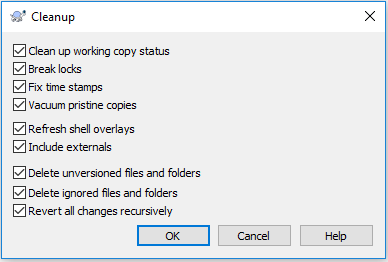 Cleanup
Clean up working copy status
Break locks
Fix time stamps
Vacuum pristine copies
Refresh shell overlays
Include externals
Delete unversioned files and folders
Delete ignored files and folders
Revert all changes recursively
OK Cancel Help